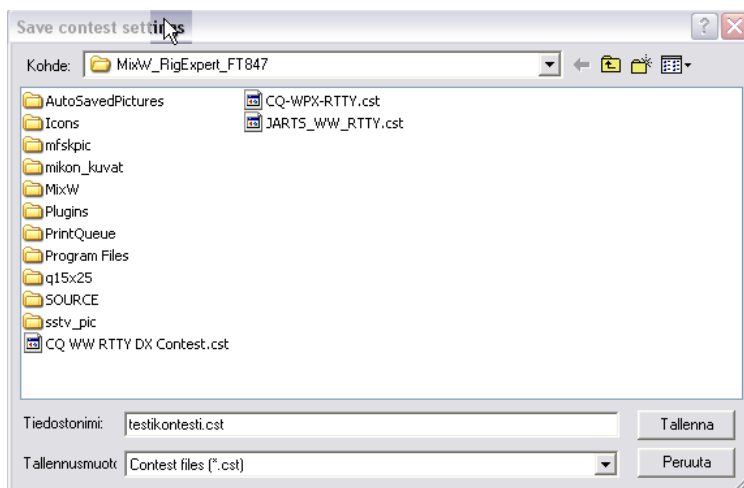 Save contest settings
Kohde: MixW_RigExpert_FT847
AutoSavedPictures
Icons
mfskpic
mikon_kuvat
MixW
Plugins
PrintQueue
Program Files
q15x25
SOURCE
sstv_pic
CQ WW RTTY DX Contest.cst
CQ-WPX-RTTY.cst
JARTS_WW_RTTY.cst
Tiedostonimi: testikontesti.cst Tallenna
Tallennusmuoto Contest files (*.cst) Peruuta